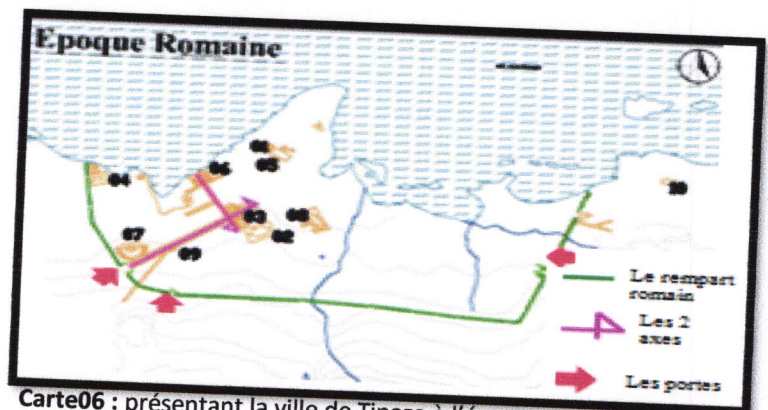 Epoque Romaine
04
06
05
03
08
02
07
09
10
Le rempart
romain
Les 2
axes
Les portes
Carte06 : présentant la ville de Tipaza à l'é